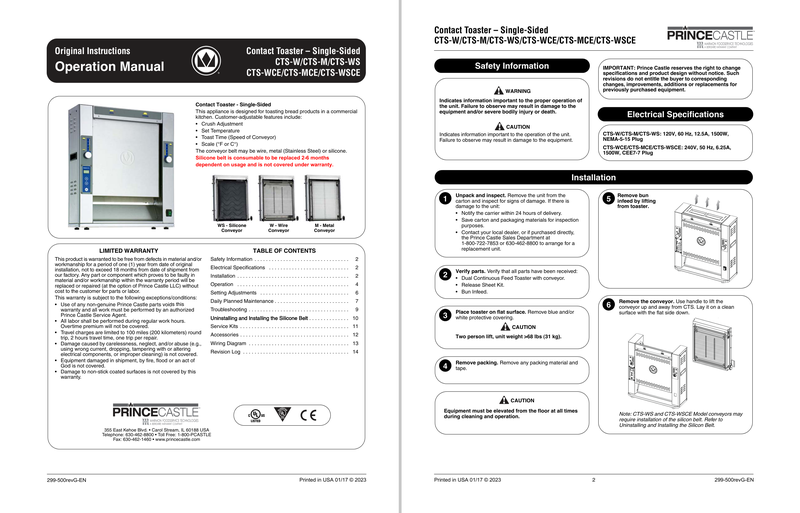 Original Instructions
Operation Manual
Contact Toaster – Single-Sided
CTS-W/CTS-M/CTS-WS
CTS-WCE/CTS-MCE/CTS-WSCE
Contact Toaster - Single-Sided
This appliance is designed for toasting bread products in a commercial
kitchen. Customer-adjustable features include:
• Crush Adjustment
• Set Temperature
• Toast Time (Speed of Conveyor)
• Scale (°F or C°)
The conveyor belt may be wire, metal (Stainless Steel) or silicone.
Silicone belt is consumable to be replaced 2-6 months
dependent on usage and is not covered under warranty.
WS - Silicone
Conveyor
W - Wire
Conveyor
M - Metal
Conveyor
LIMITED WARRANTY
This product is warranted to be free from defects in material and/or
workmanship for a period of one (1) year from date of original
installation, not to exceed 18 months from date of shipment from
our factory. Any part or component which proves to be faulty in
material and/or workmanship within the warranty period will be
replaced or repaired (at the option of Prince Castle LLC) without
cost to the customer for parts or labor.
This warranty is subject to the following exceptions/conditions:
• Use of any non-genuine Prince Castle parts voids this
warranty and all work must be performed by an authorized
Prince Castle Service Agent.
• All labor shall be performed during regular work hours.
Overtime premium will not be covered.
• Travel charges are limited to 100 miles (200 kilometers) round
trip, 2 hours travel time, one trip per repair.
• Damage caused by carelessness, neglect, and/or abuse (e.g.,
using wrong current, dropping, tampering with or altering
electrical components, or improper cleaning) is not covered.
• Equipment damaged in shipment, by fire, flood or an act of
God is not covered.
• Damage to non-stick coated surfaces is not covered by this
warranty.
TABLE OF CONTENTS
Safety Information 2
Electrical Specifications 2
Installation 2
Operation 4
Setting Adjustments 6
Daily Planned Maintenance 7
Troubleshooting 9
Uninstalling and Installing the Silicone Belt 10
Service Kits 11
Accessories 12
Wiring Diagram 13
Revision Log 14
PRINCECASTLE
355 East Kehoe Blvd. • Carol Stream, IL 60188 USA
Telephone: 630-462-8800 • Toll Free: 1-800-PCASTLE
Fax: 630-462-1460 • www.princecastle.com
LISTED
CE
299-500revG-EN
Printed in USA 01/17 © 2023
Contact Toaster – Single-Sided
CTS-W/CTS-M/CTS-WS/CTS-WCE/CTS-MCE/CTS-WSCE
PRINCECASTLE
Safety Information
WARNING
Indicates information important to the proper operation of
the unit. Failure to observe may result in damage to the
equipment and/or severe bodily injury or death.
CAUTION
Indicates information important to the operation of the unit.
Failure to observe may result in damage to the equipment.
IMPORTANT: Prince Castle reserves the right to change
specifications and product design without notice. Such
revisions do not entitle the buyer to corresponding
changes, improvements, additions or replacements for
previously purchased equipment.
Electrical Specifications
CTS-W/CTS-M/CTS-WS: 120V, 60 Hz, 12.5A, 1500W,
NEMA-5-15 Plug
CTS-WCE/CTS-MCE/CTS-WSCE: 240V, 50 Hz, 6.25A,
1500W, CEE7-7 Plug
Installation
1
Unpack and inspect. Remove the unit from the
carton and inspect for signs of damage. If there is
damage to the unit:
• Notify the carrier within 24 hours of delivery.
• Save carton and packaging materials for inspection
purposes.
• Contact your local dealer, or if purchased directly,
the Prince Castle Sales Department at
1-800-722-7853 or 630-462-8800 to arrange for a
replacement unit.
2
Verify parts. Verify that all parts have been received:
• Dual Continuous Feed Toaster with conveyor.
• Release Sheet Kit.
• Bun Infeed.
3
Place toaster on flat surface. Remove blue and/or
white protective covering.
CAUTION
Two person lift, unit weight >68 lbs (31 kg).
4
Remove packing. Remove any packing material and
tape.
CAUTION
Equipment must be elevated from the floor at all times
during cleaning and operation.
5
Remove bun
infeed by lifting
from toaster.
6
Remove the conveyor. Use handle to lift the
conveyor up and away from CTS. Lay it on a clean
surface with the flat side down.
Note: CTS-WS and CTS-WSCE Model conveyors may
require installation of the silicon belt. Refer to
Uninstalling and Installing the Silicon Belt.
Printed in USA 01/17 © 2023
2
299-500revG-EN